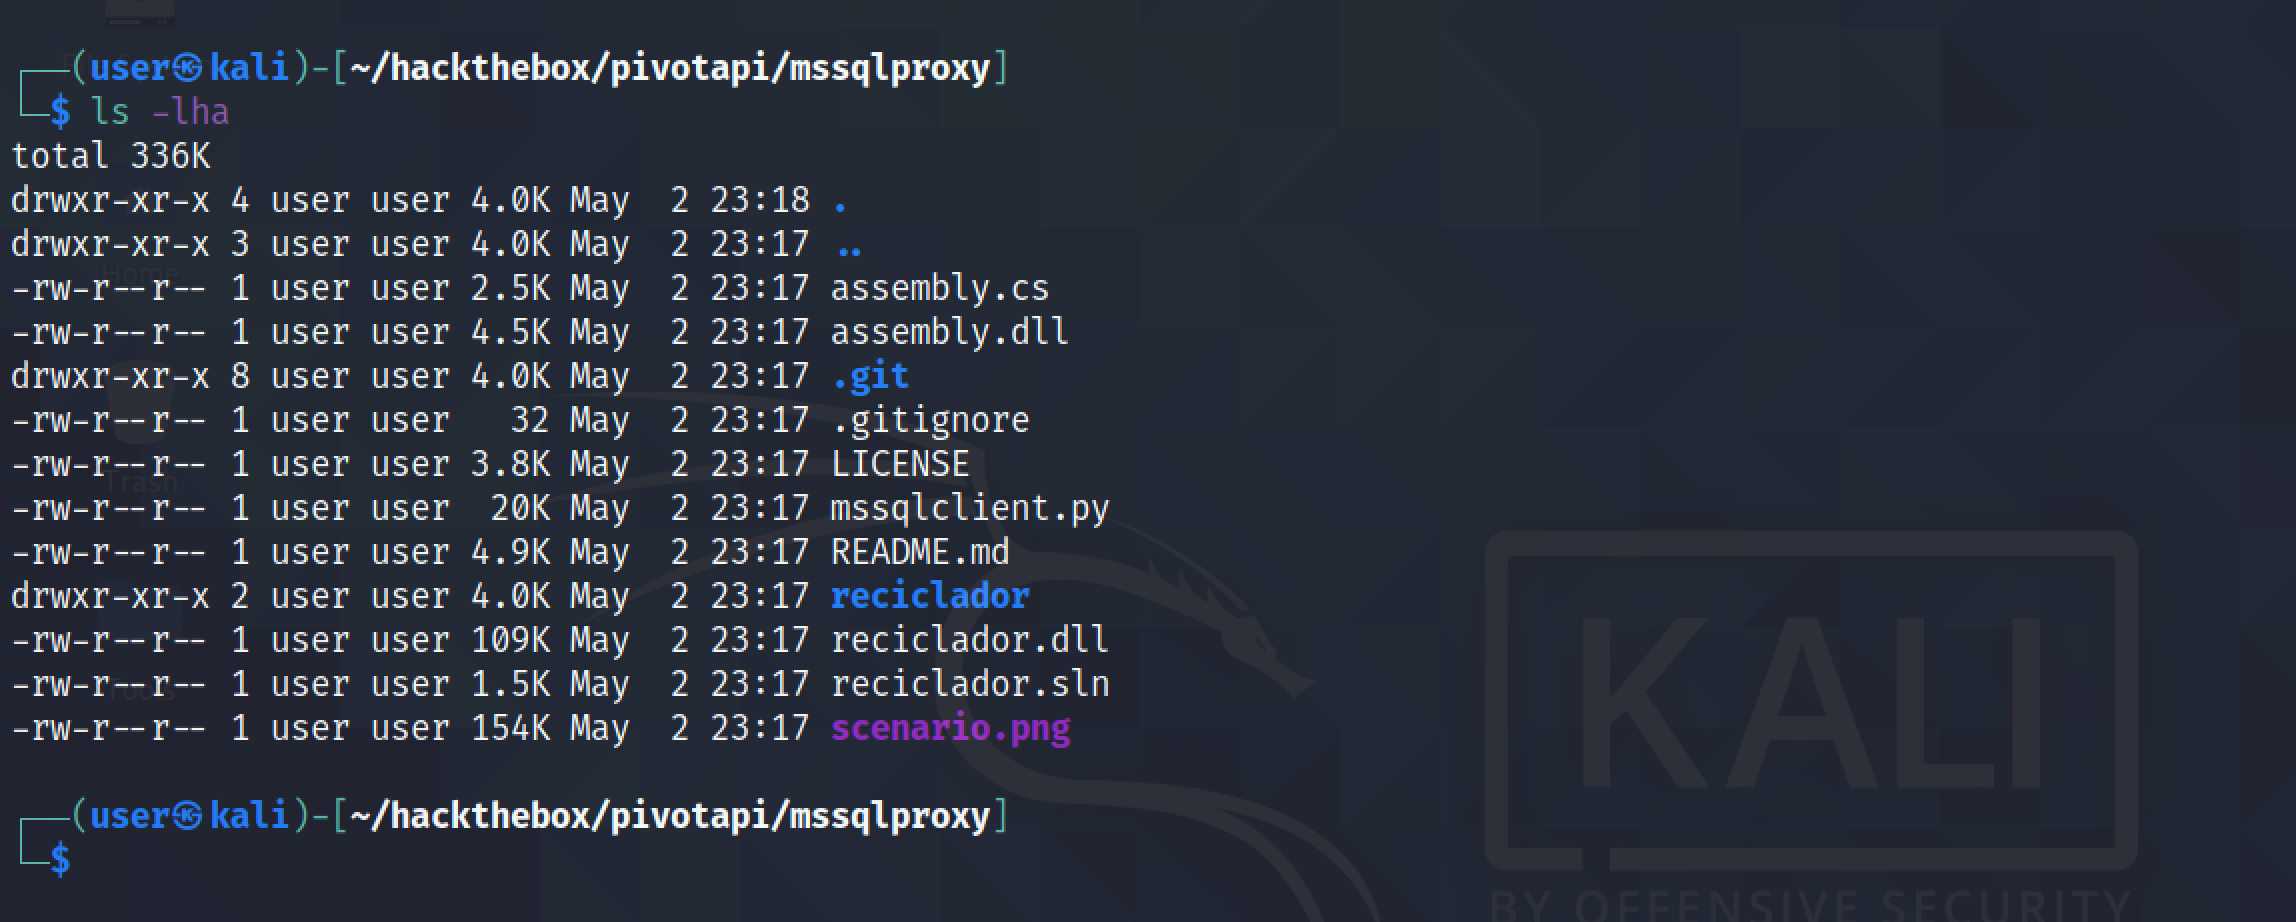 ┌──(user㉿kali)-[~/hackthebox/pivotapi/mssqlproxy]
└─$ ls -lha
total 336K
drwxr-xr-x 4 user user 4.0K May  2 23:18 .
drwxr-xr-x 3 user user 4.0K May  2 23:17 ..
-rw-r--r-- 1 user user 2.5K May  2 23:17 assembly.cs
-rw-r--r-- 1 user user 4.5K May  2 23:17 assembly.dll
drwxr-xr-x 8 user user 4.0K May  2 23:17 .git
-rw-r--r-- 1 user user   32 May  2 23:17 .gitignore
-rw-r--r-- 1 user user 3.8K May  2 23:17 LICENSE
-rw-r--r-- 1 user user  20K May  2 23:17 mssqlclient.py
-rw-r--r-- 1 user user 4.9K May  2 23:17 README.md
drwxr-xr-x 2 user user 4.0K May  2 23:17 reciclador
-rw-r--r-- 1 user user 109K May  2 23:17 reciclador.dll
-rw-r--r-- 1 user user 1.5K May  2 23:17 reciclador.sln
-rw-r--r-- 1 user user 154K May  2 23:17 scenario.png
┌──(user㉿kali)-[~/hackthebox/pivotapi/mssqlproxy]
└─$
Home
Trash
KALI
BY OFFENSIVE SECURITY